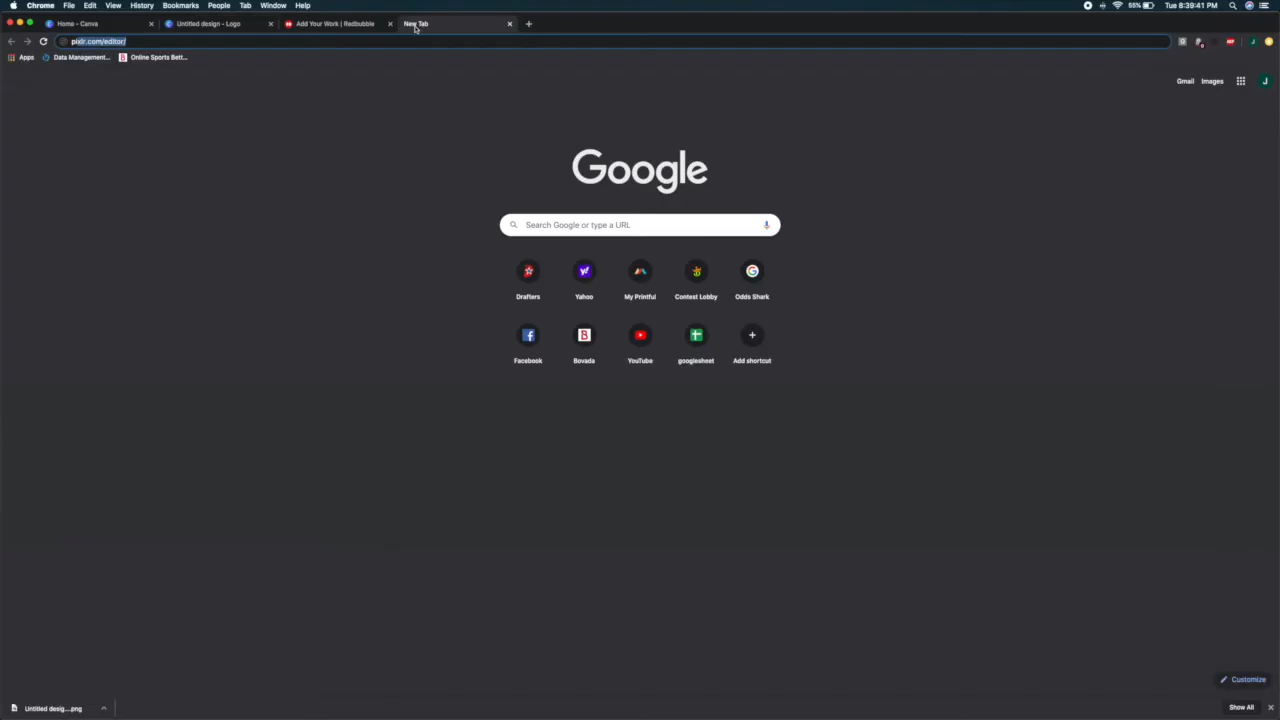 Chrome File Edit View History Bookmarks People Tab Window Help 55% Tue 8:39:41 PM
Home - Canva Untitled design - Logo Add Your Work | Redbubble New Tab
pixlr.com/editor/
Apps Data Management... Online Sports Bett...
Gmail Images J
Google
Search Google or type a URL
Drafters Yahoo My Printful Contest Lobby Odds Shark
Facebook Bovada YouTube googlesheet Add shortcut
Customize
Untitled desig....png Show All